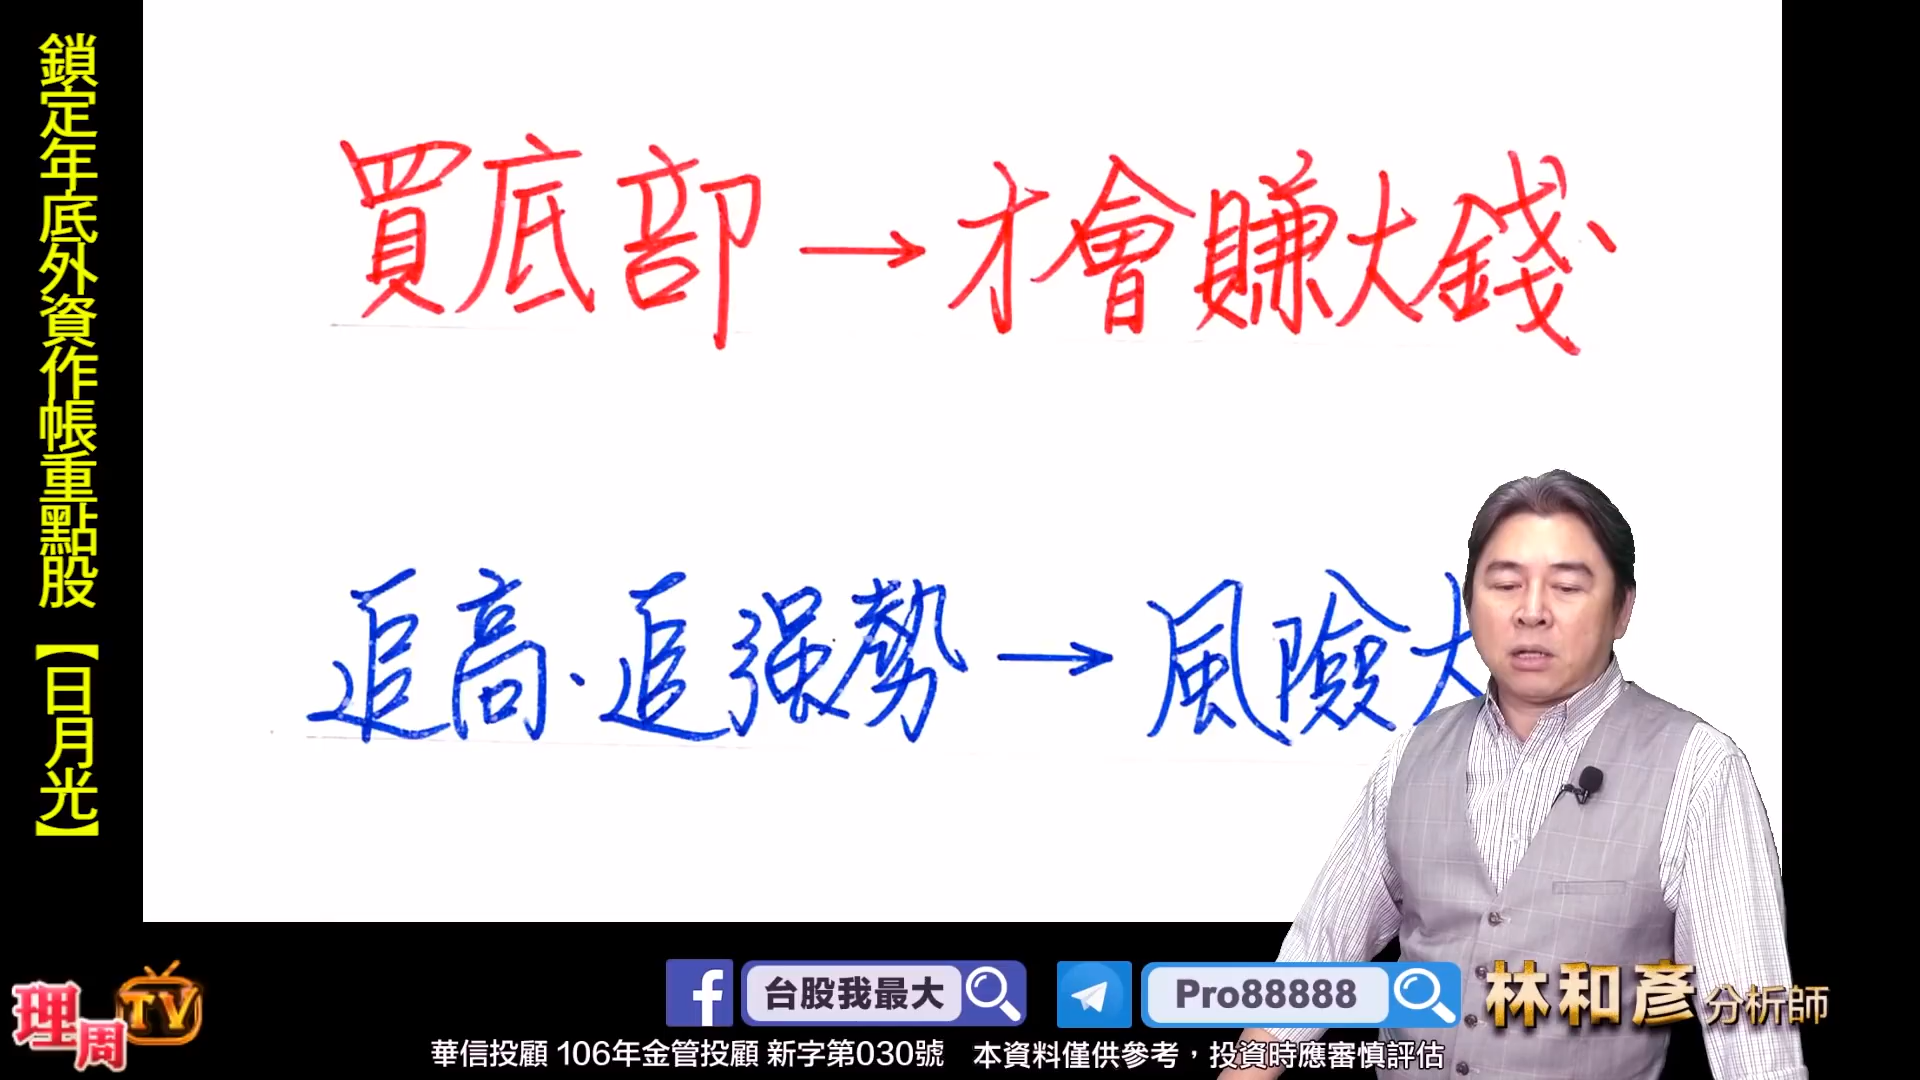 鎖定年底外資作帳重點股【日月光】
買底部→才會賺大錢、
追高.追强勢→風險大
理周TV
台股我最大
Pro88888
林和彥分析師
華信投顧 106年金管投顧 新字第030號 本資料僅供參考，投資時應審慎評估